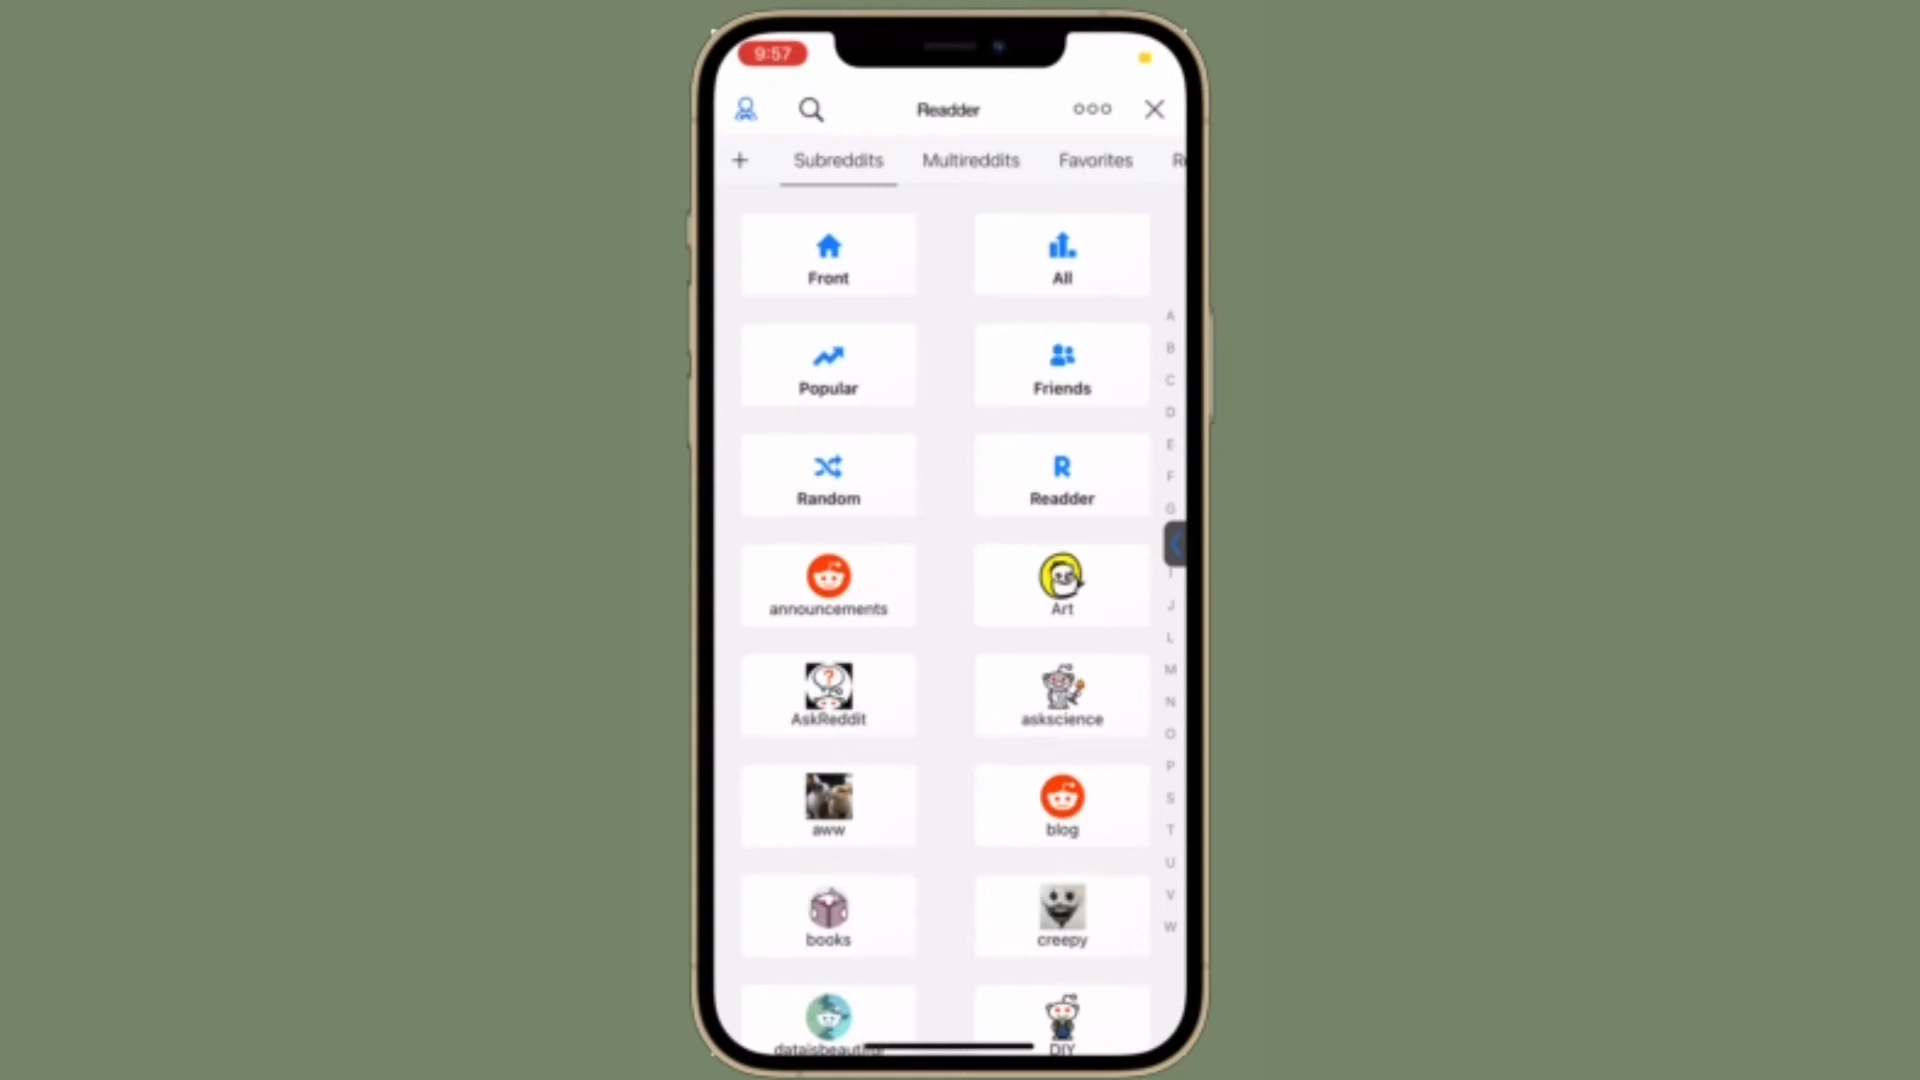 9:57
Readder
Subreddits Multireddits Favorites
Front All
Popular Friends
Random R Readder
announcements Art
AskReddit askscience
aww blog
books creepy
DIY
A
B
C
D
E
F
G
I
J
L
M
N
O
P
S
T
U
V
W